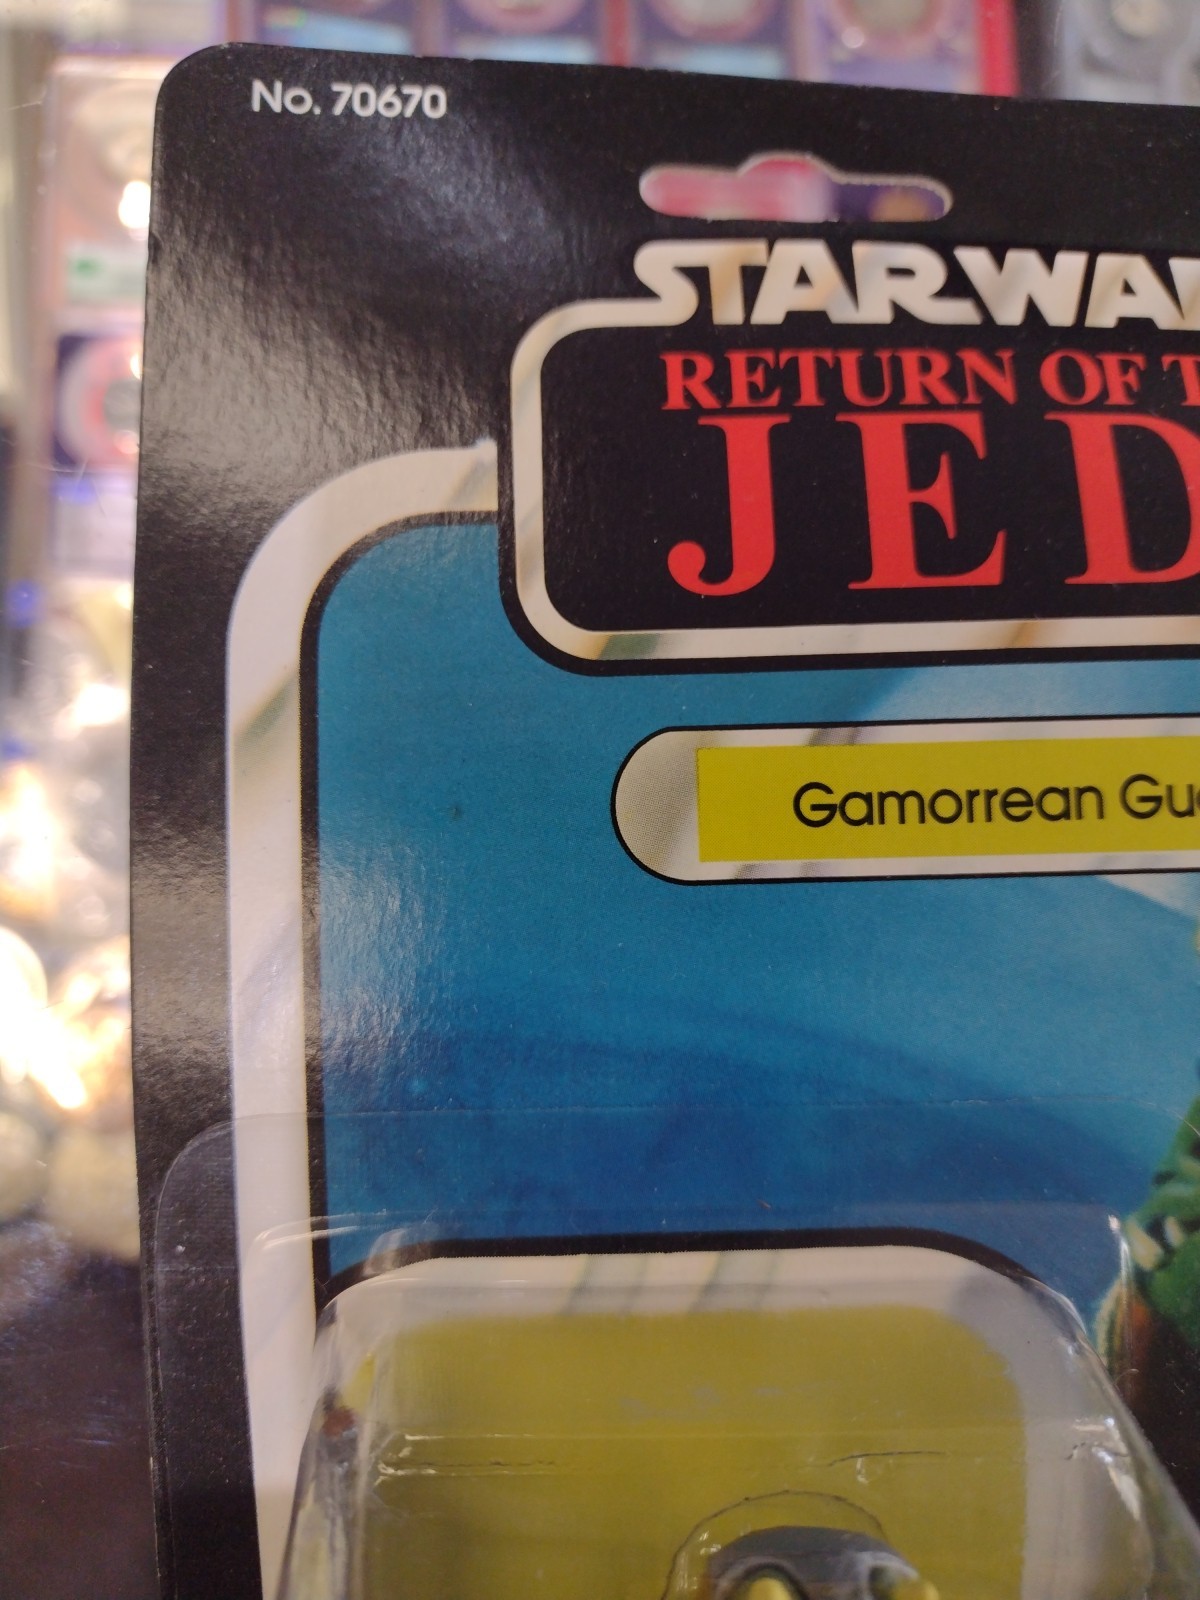 No. 70670
STAR WA
RETURN OF T
JED
Gamorrean Gu